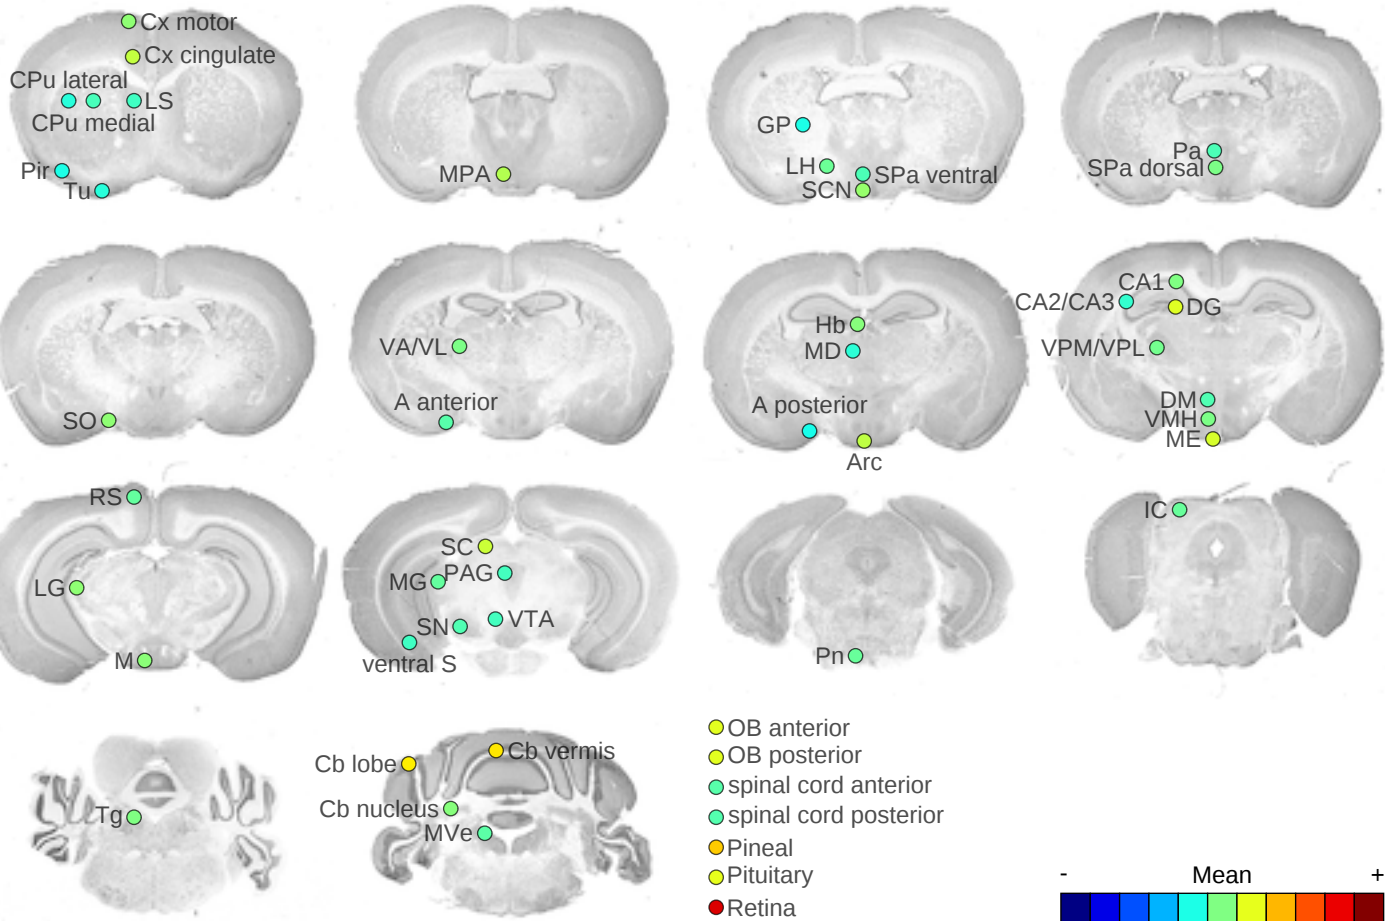 Cx motor
Cx cingulate
CPu lateral
LS
CPu medial
Pir
Tu
MPA
GP
LH
SPa ventral
SCN
Pa
SPa dorsal
SO
VA/VL
A anterior
Hb
MD
A posterior
Arc
CA1
CA2/CA3
DG
VPM/VPL
DM
VMH
ME
RS
LG
M
SC
MG
PAG
SN
VTA
ventral S
Pn
IC
Tg
Cb lobe
Cb vermis
Cb nucleus
MVe
OB anterior
OB posterior
spinal cord anterior
spinal cord posterior
Pineal
Pituitary
Retina
- Mean +